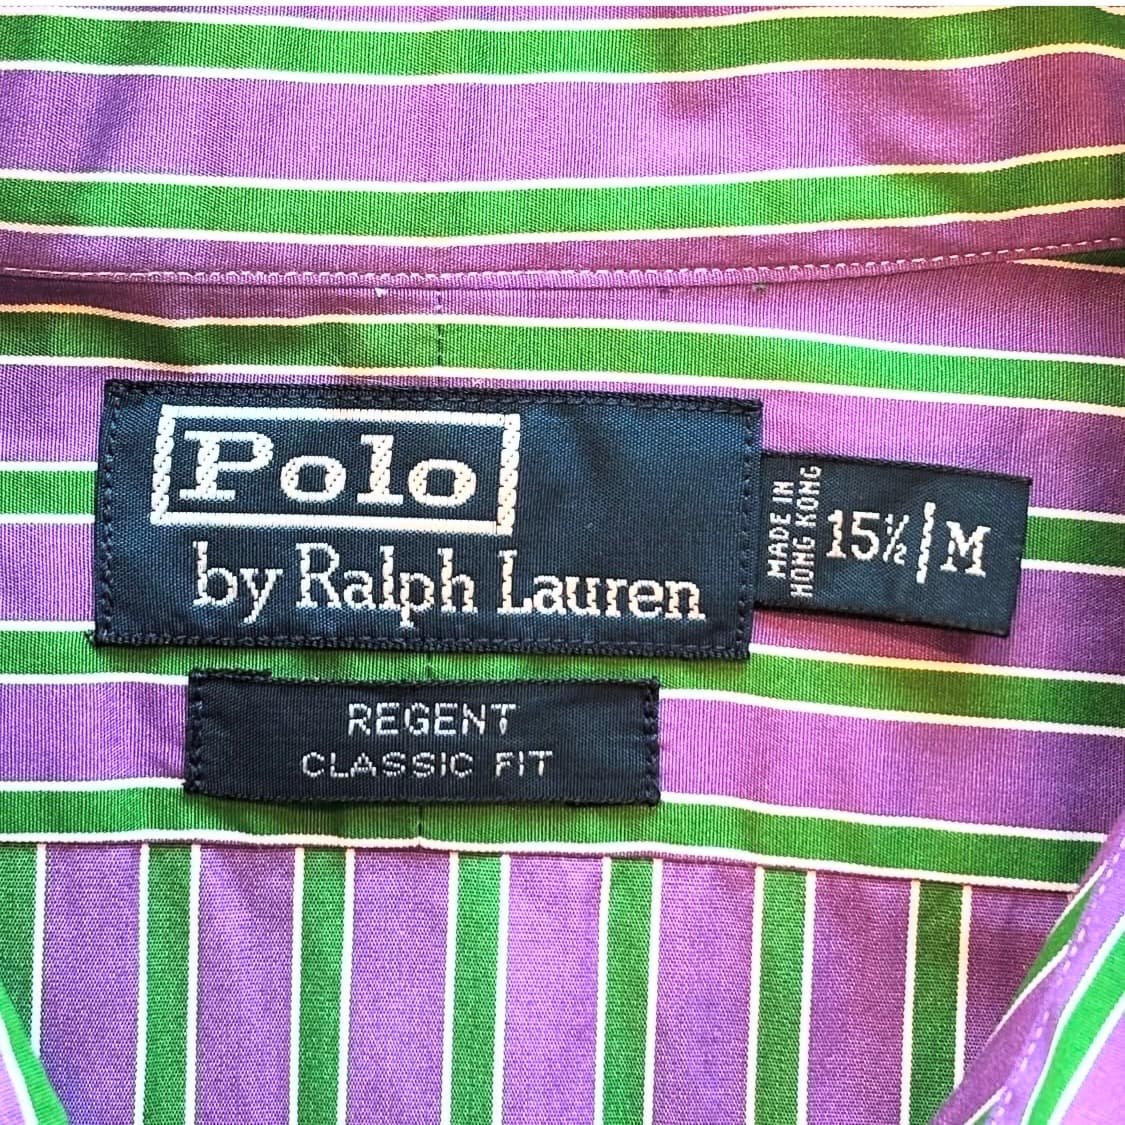 Polo
by Ralph Lauren
MADE IN
HONG KONG
15½ | M
REGENT
CLASSIC FIT